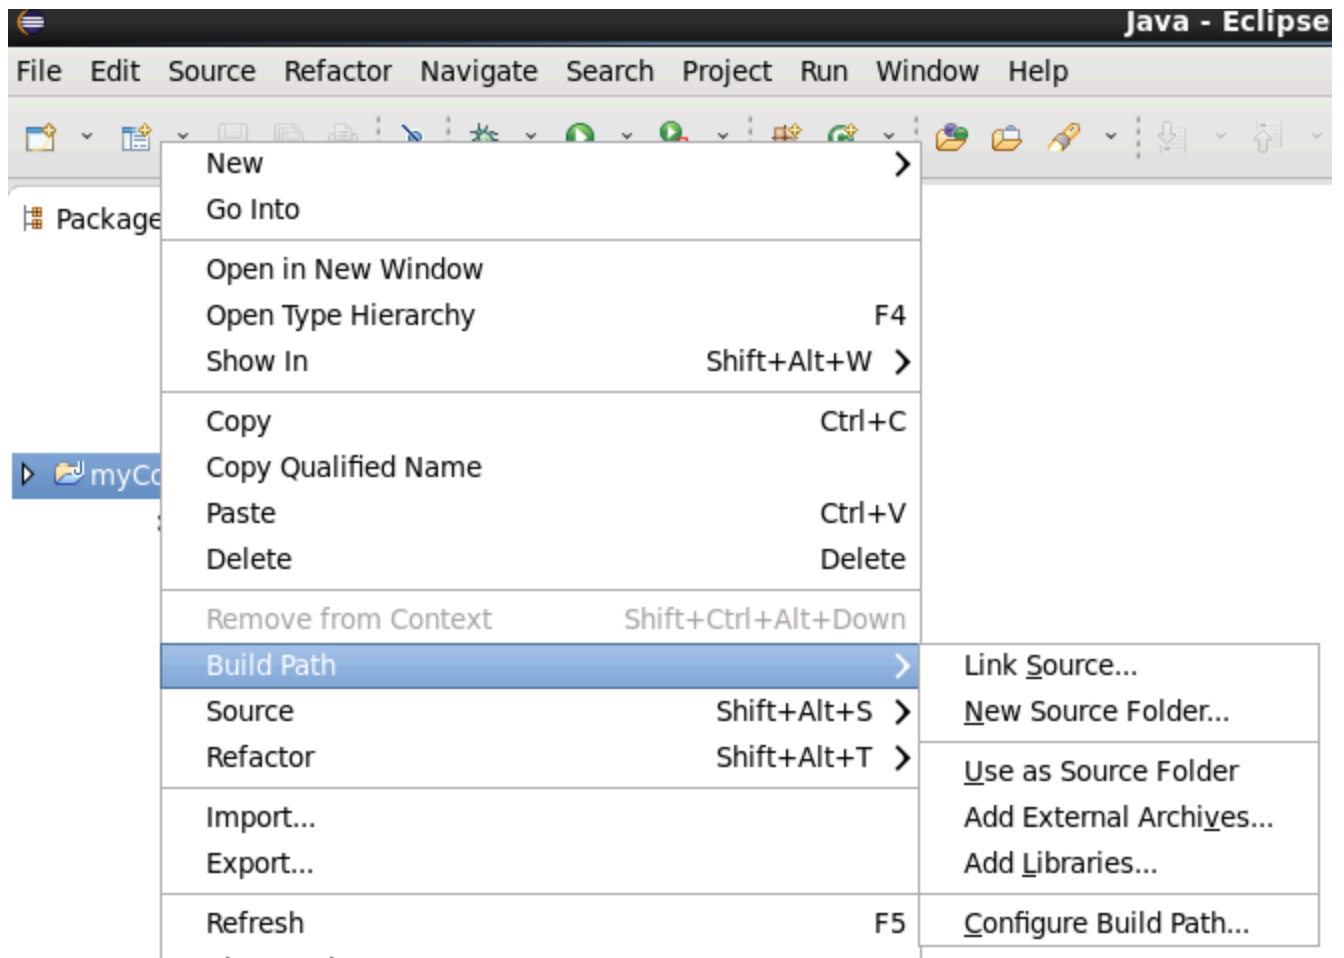 Java - Eclipse
File Edit Source Refactor Navigate Search Project Run Window Help
Package
New
Go Into
Open in New Window
Open Type Hierarchy F4
Show In Shift+Alt+W
Copy Ctrl+C
Copy Qualified Name
myCo
Paste Ctrl+V
Delete Delete
Remove from Context Shift+Ctrl+Alt+Down
Build Path
Source Shift+Alt+S
Refactor Shift+Alt+T
Import...
Export...
Refresh F5
Link Source...
New Source Folder...
Use as Source Folder
Add External Archives...
Add Libraries...
Configure Build Path...